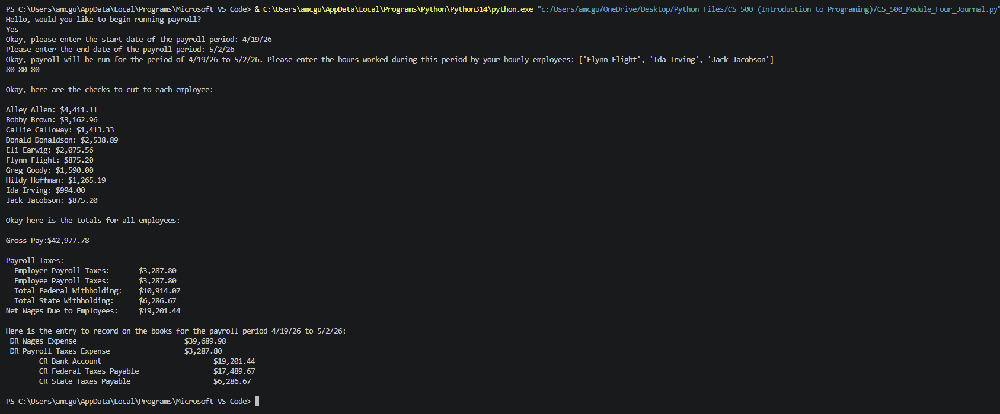 PS C:\Users\amcgu\AppData\Local\Programs\Microsoft VS Code> & C:\Users\amcgu\AppData\Local\Programs\Python\Python314\python.exe "c:/Users/amcgu/OneDrive/Desktop/Python Files/CS 500 (Introduction to Programing)/CS_500_Module_Four_Journal.py"
Hello, would you like to begin running payroll?
Yes
Okay, please enter the start date of the payroll period: 4/19/26
Please enter the end date of the payroll period: 5/2/26
Okay, payroll will be run for the period of 4/19/26 to 5/2/26. Please enter the hours worked during this period by your hourly employees: ['Flynn Flight', 'Ida Irving', 'Jack Jacobson']
80 80 80
Okay, here are the checks to cut to each employee:
Alley Allen: $4,411.11
Bobby Brown: $3,162.96
Callie Calloway: $1,413.33
Donald Donaldson: $2,538.89
Eli Earwig: $2,075.56
Flynn Flight: $875.20
Greg Goody: $1,590.00
Hildy Hoffman: $1,265.19
Ida Irving: $994.00
Jack Jacobson: $875.20
Okay here is the totals for all employees:
Gross Pay:$42,977.78
Payroll Taxes:
Employer Payroll Taxes: $3,287.80
Employee Payroll Taxes: $3,287.80
Total Federal Withholding: $10,914.07
Total State Withholding: $6,286.67
Net Wages Due to Employees: $19,201.44
Here is the entry to record on the books for the payroll period 4/19/26 to 5/2/26:
DR Wages Expense $39,689.98
DR Payroll Taxes Expense $3,287.80
CR Bank Account $19,201.44
CR Federal Taxes Payable $17,489.67
CR State Taxes Payable $6,286.67
PS C:\Users\amcgu\AppData\Local\Programs\Microsoft VS Code>